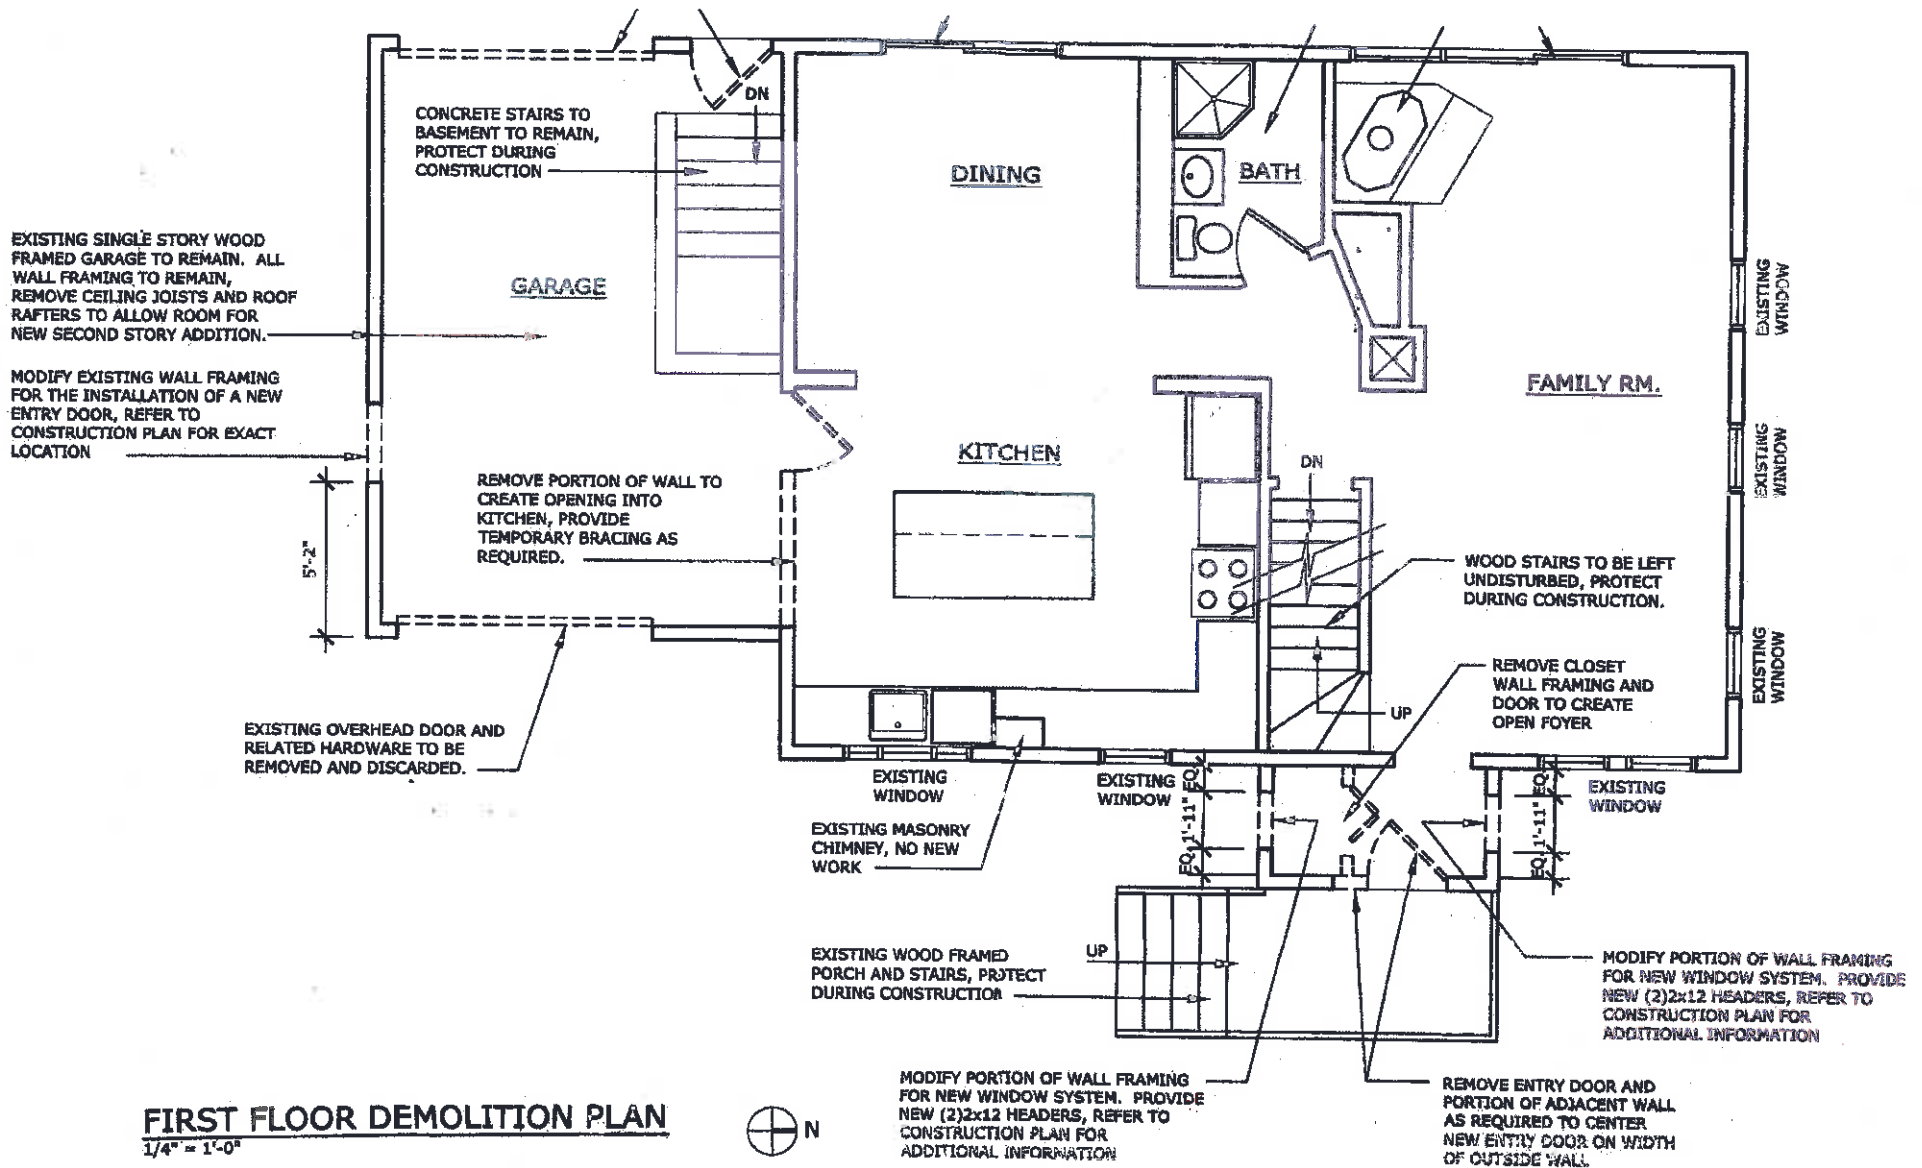 DN
CONCRETE STAIRS TO
BASEMENT TO REMAIN,
PROTECT DURING
CONSTRUCTION
DINING
BATH
EXISTING SINGLE STORY WOOD
FRAMED GARAGE TO REMAIN. ALL
WALL FRAMING TO REMAIN,
REMOVE CEILING JOISTS AND ROOF
RAFTERS TO ALLOW ROOM FOR
NEW SECOND STORY ADDITION.
GARAGE
EXISTING
WINDOW
MODIFY EXISTING WALL FRAMING
FOR THE INSTALLATION OF A NEW
ENTRY DOOR, REFER TO
CONSTRUCTION PLAN FOR EXACT
LOCATION
FAMILY RM.
KITCHEN
DN
EXISTING
WINDOW
REMOVE PORTION OF WALL TO
CREATE OPENING INTO
KITCHEN, PROVIDE
TEMPORARY BRACING AS
REQUIRED.
5'-2"
WOOD STAIRS TO BE LEFT
UNDISTURBED, PROTECT
DURING CONSTRUCTION.
EXISTING
WINDOW
REMOVE CLOSET
WALL FRAMING AND
DOOR TO CREATE
OPEN FOYER
UP
EXISTING OVERHEAD DOOR AND
RELATED HARDWARE TO BE
REMOVED AND DISCARDED.
EXISTING
WINDOW
EXISTING
WINDOW
EQ.
1'-11"
EQ.
EQ.
1'-11"
EQ.
EXISTING
WINDOW
EXISTING MASONRY
CHIMNEY, NO NEW
WORK
EXISTING WOOD FRAMED
PORCH AND STAIRS, PROTECT
DURING CONSTRUCTION
UP
MODIFY PORTION OF WALL FRAMING
FOR NEW WINDOW SYSTEM. PROVIDE
NEW (2)2x12 HEADERS, REFER TO
CONSTRUCTION PLAN FOR
ADDITIONAL INFORMATION
MODIFY PORTION OF WALL FRAMING
FOR NEW WINDOW SYSTEM. PROVIDE
NEW (2)2x12 HEADERS, REFER TO
CONSTRUCTION PLAN FOR
ADDITIONAL INFORMATION
REMOVE ENTRY DOOR AND
PORTION OF ADJACENT WALL
AS REQUIRED TO CENTER
NEW ENTRY DOOR ON WIDTH
OF OUTSIDE WALL
FIRST FLOOR DEMOLITION PLAN
1/4" = 1'-0"
N